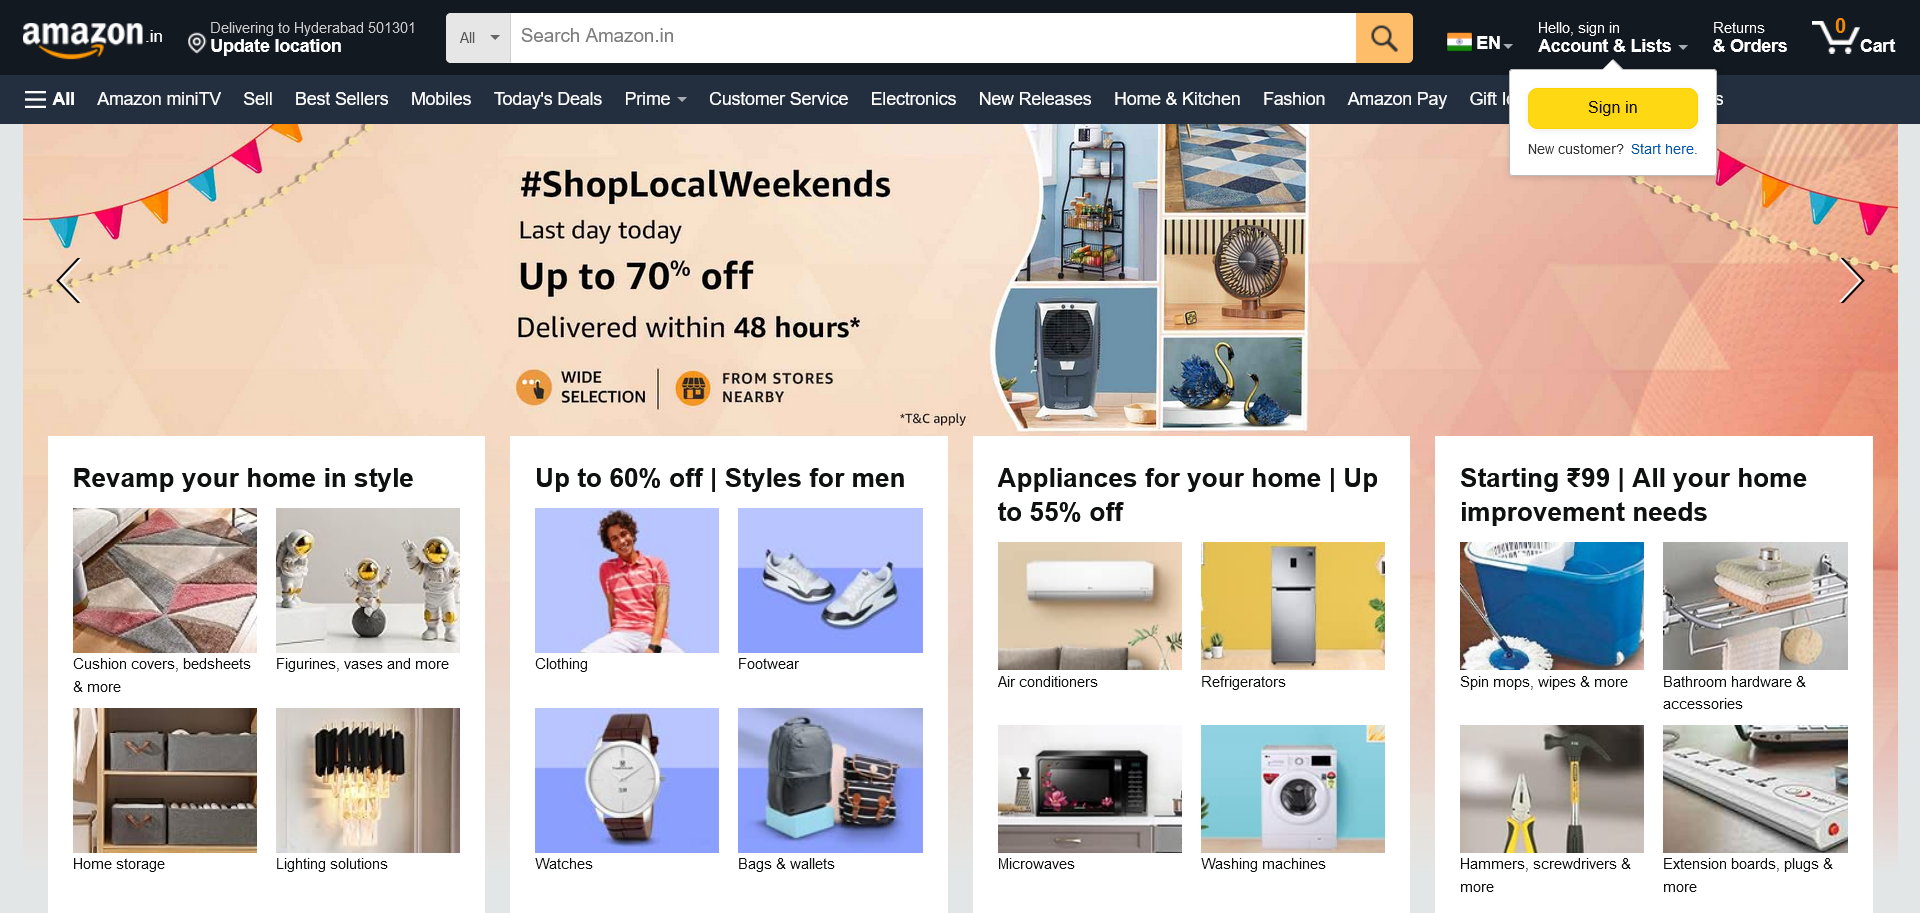 amazon.in
Delivering to Hyderabad 501301
Update location
All
Search Amazon.in
EN
Hello, sign in
Account & Lists
Returns
& Orders
0
Cart
All
Amazon miniTV
Sell
Best Sellers
Mobiles
Today's Deals
Prime
Customer Service
Electronics
New Releases
Home & Kitchen
Fashion
Amazon Pay
Gift
Sign in
New customer? Start here.
#ShopLocalWeekends
Last day today
Up to 70% off
Delivered within 48 hours*
WIDE
SELECTION
FROM STORES
NEARBY
*T&C apply
Revamp your home in style
Cushion covers, bedsheets
& more
Figurines, vases and more
Home storage
Lighting solutions
Up to 60% off | Styles for men
Clothing
Footwear
Watches
Bags & wallets
Appliances for your home | Up
to 55% off
Air conditioners
Refrigerators
Microwaves
Washing machines
Starting ₹99 | All your home
improvement needs
Spin mops, wipes & more
Bathroom hardware &
accessories
Hammers, screwdrivers &
more
Extension boards, plugs &
more